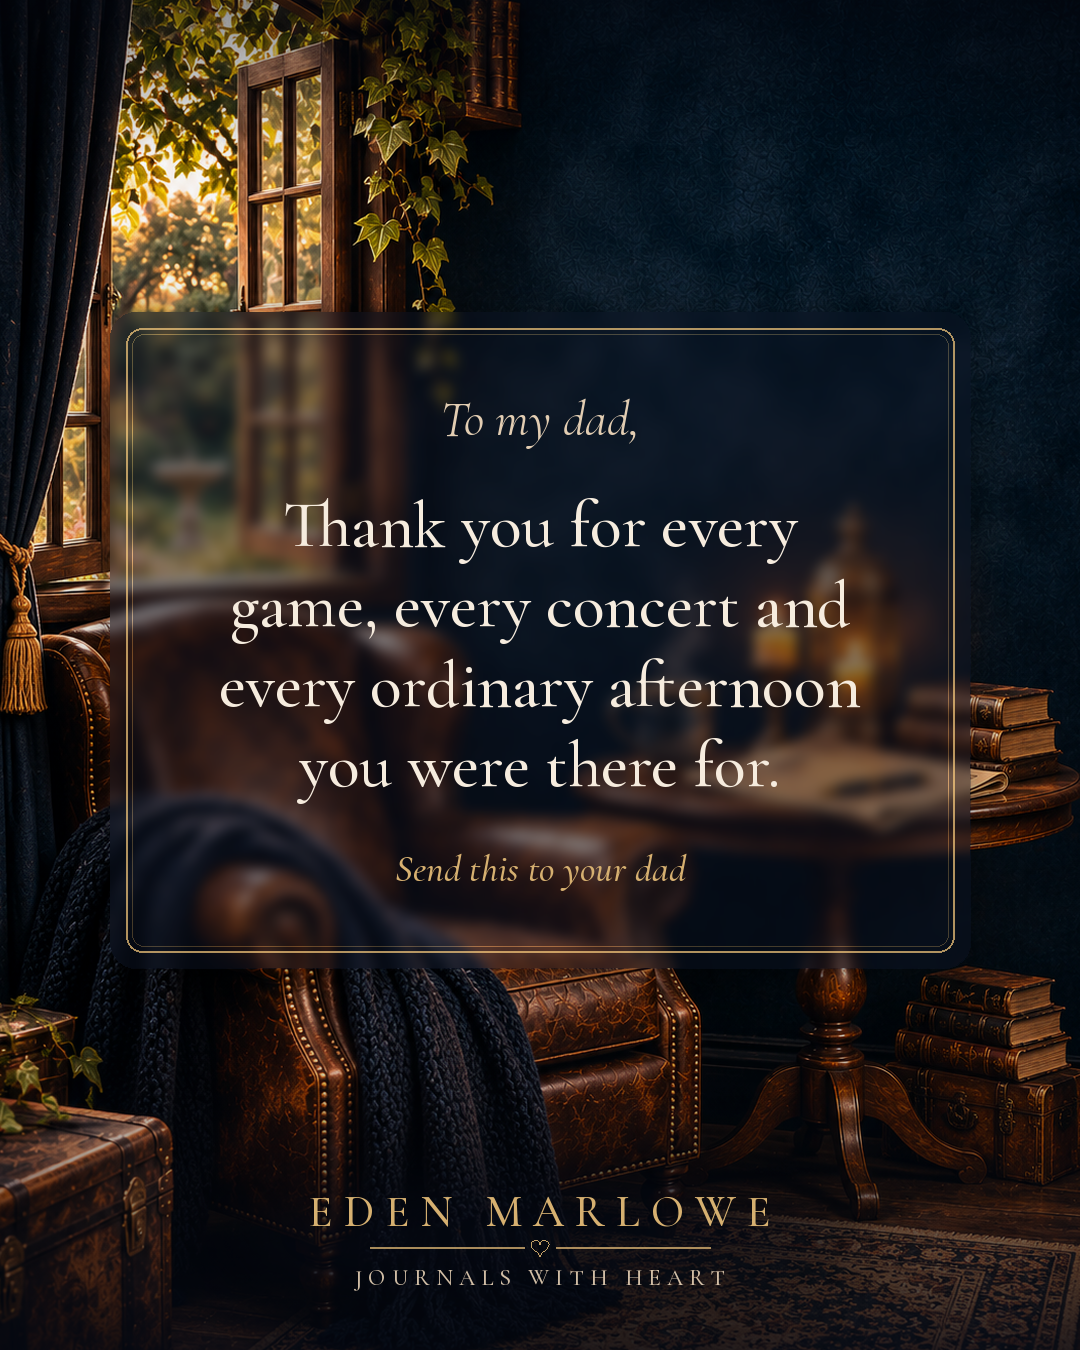 To my dad,
Thank you for every
game, every concert and
every ordinary afternoon
you were there for.
Send this to your dad
EDEN MARLOWE
JOURNALS WITH HEART